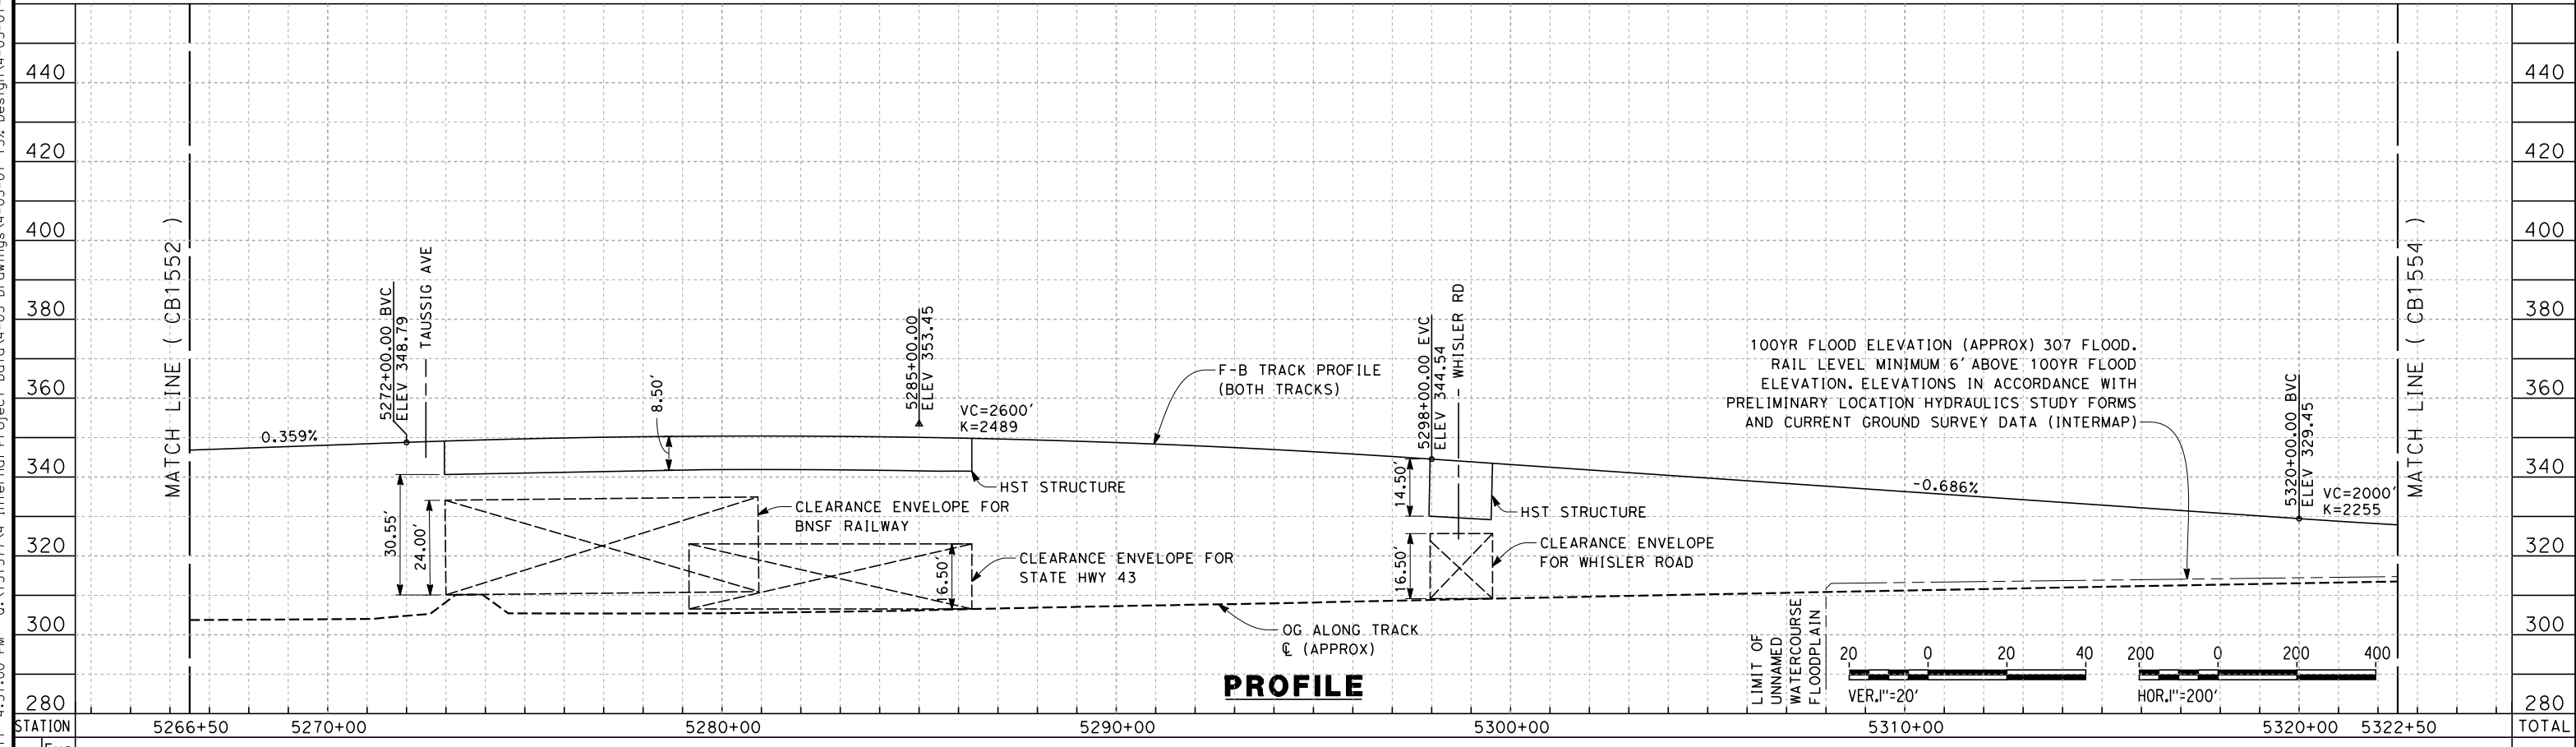 440
420
400
380
360
340
320
300
280
MATCH LINE ( CB1552 )
0.359%
5272+00.00 BVC
ELEV 348.79
TAUSSIG AVE
30.55'
24.00'
8.50'
5285+00.00
ELEV 353.45
VC=2600'
K=2489
HST STRUCTURE
CLEARANCE ENVELOPE FOR
BNSF RAILWAY
CLEARANCE ENVELOPE FOR
STATE HWY 43
16.50'
F-B TRACK PROFILE
(BOTH TRACKS)
OG ALONG TRACK
℄ (APPROX)
5298+00.00 EVC
ELEV 344.54
WHISLER RD
14.50'
16.50'
HST STRUCTURE
CLEARANCE ENVELOPE
FOR WHISLER ROAD
100YR FLOOD ELEVATION (APPROX) 307 FLOOD.
RAIL LEVEL MINIMUM 6' ABOVE 100YR FLOOD
ELEVATION. ELEVATIONS IN ACCORDANCE WITH
PRELIMINARY LOCATION HYDRAULICS STUDY FORMS
AND CURRENT GROUND SURVEY DATA (INTERMAP)
-0.686%
5320+00.00 BVC
ELEV 329.45
VC=2000'
K=2255
MATCH LINE ( CB1554 )
LIMIT OF
UNNAMED
WATERCOURSE
FLOODPLAIN
20 0 20 40
VER.1"=20'
200 0 200 400
HOR.1"=200'
440
420
400
380
360
340
320
300
280
PROFILE
STATION 5266+50 5270+00 5280+00 5290+00 5300+00 5310+00 5320+00 5322+50 TOTAL